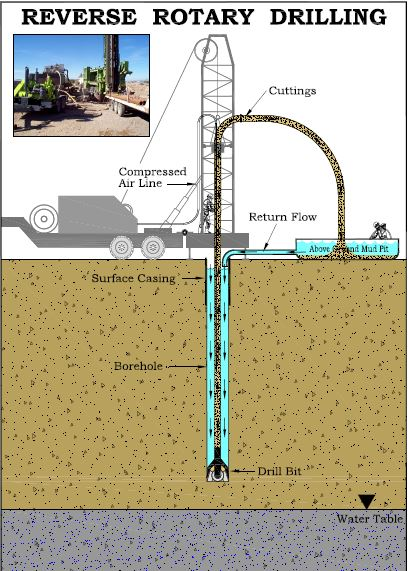 REVERSE ROTARY DRILLING
Cuttings
Compressed
Air Line
Return Flow
Above Ground Mud Pit
Surface Casing
Borehole
Drill Bit
Water Table